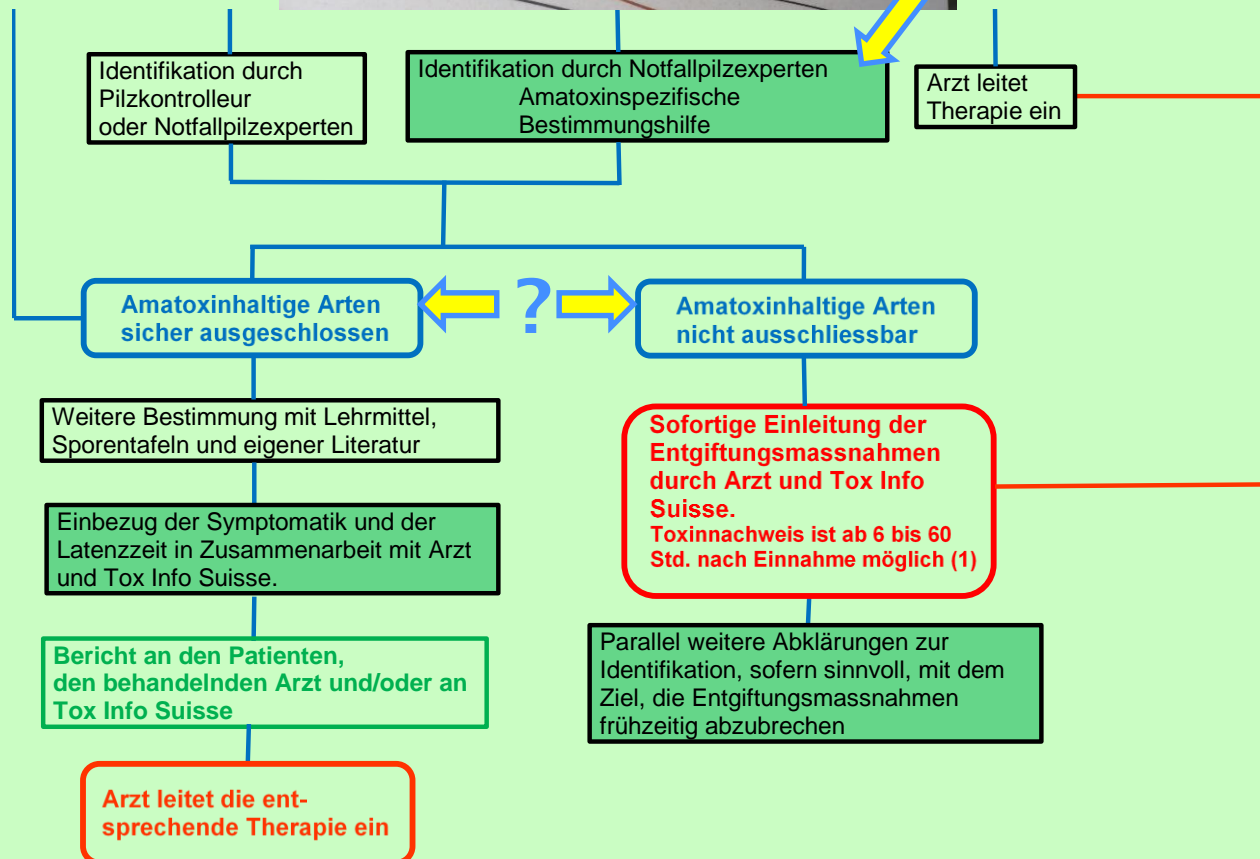 Identifikation durch
Pilzkontrolleur
oder Notfallpilzexperten
Identifikation durch Notfallpilzexperten
Amatoxinspezifische
Bestimmungshilfe
Arzt leitet
Therapie ein
Amatoxinhaltige Arten
sicher ausgeschlossen
?
Amatoxinhaltige Arten
nicht ausschliessbar
Weitere Bestimmung mit Lehrmittel,
Sporentafeln und eigener Literatur
Einbezug der Symptomatik und der
Latenzzeit in Zusammenarbeit mit Arzt
und Tox Info Suisse.
Bericht an den Patienten,
den behandelnden Arzt und/oder an
Tox Info Suisse
Arzt leitet die ent-
sprechende Therapie ein
Sofortige Einleitung der
Entgiftungsmassnahmen
durch Arzt und Tox Info
Suisse.
Toxinnachweis ist ab 6 bis 60
Std. nach Einnahme möglich (1)
Parallel weitere Abklärungen zur
Identifikation, sofern sinnvoll, mit dem
Ziel, die Entgiftungsmassnahmen
frühzeitig abzubrechen